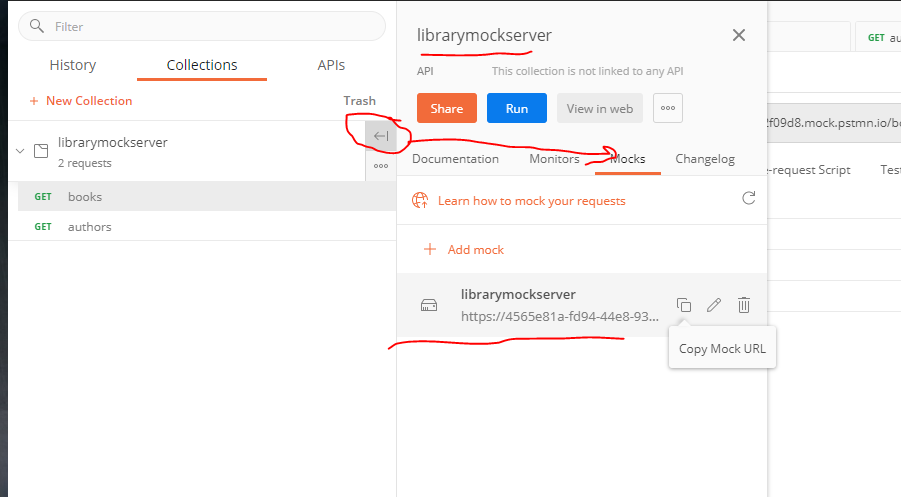 Filter
History Collections APIs
+ New Collection Trash
librarymockserver
2 requests
GET books
GET authors
librarymockserver
API This collection is not linked to any API
Share Run View in web
Documentation Monitors Mocks Changelog
Learn how to mock your requests
+ Add mock
librarymockserver
https://4565e81a-fd94-44e8-93...
Copy Mock URL
GET au
2f09d8.mock.pstmn.io/bo
e-request Script Test